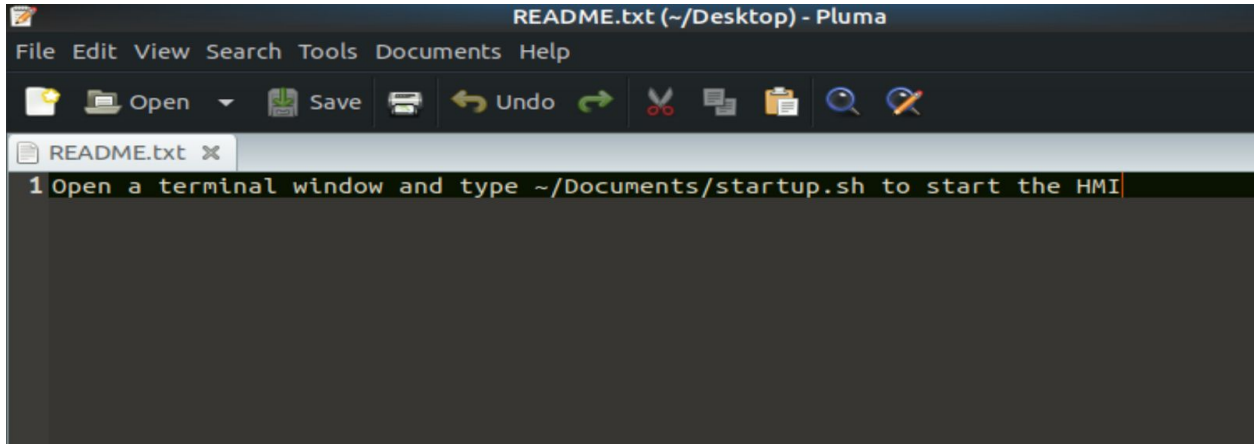 README.txt (~/Desktop) - Pluma
File Edit View Search Tools Documents Help
Open Save Undo
README.txt
1 Open a terminal window and type ~/Documents/startup.sh to start the HMI